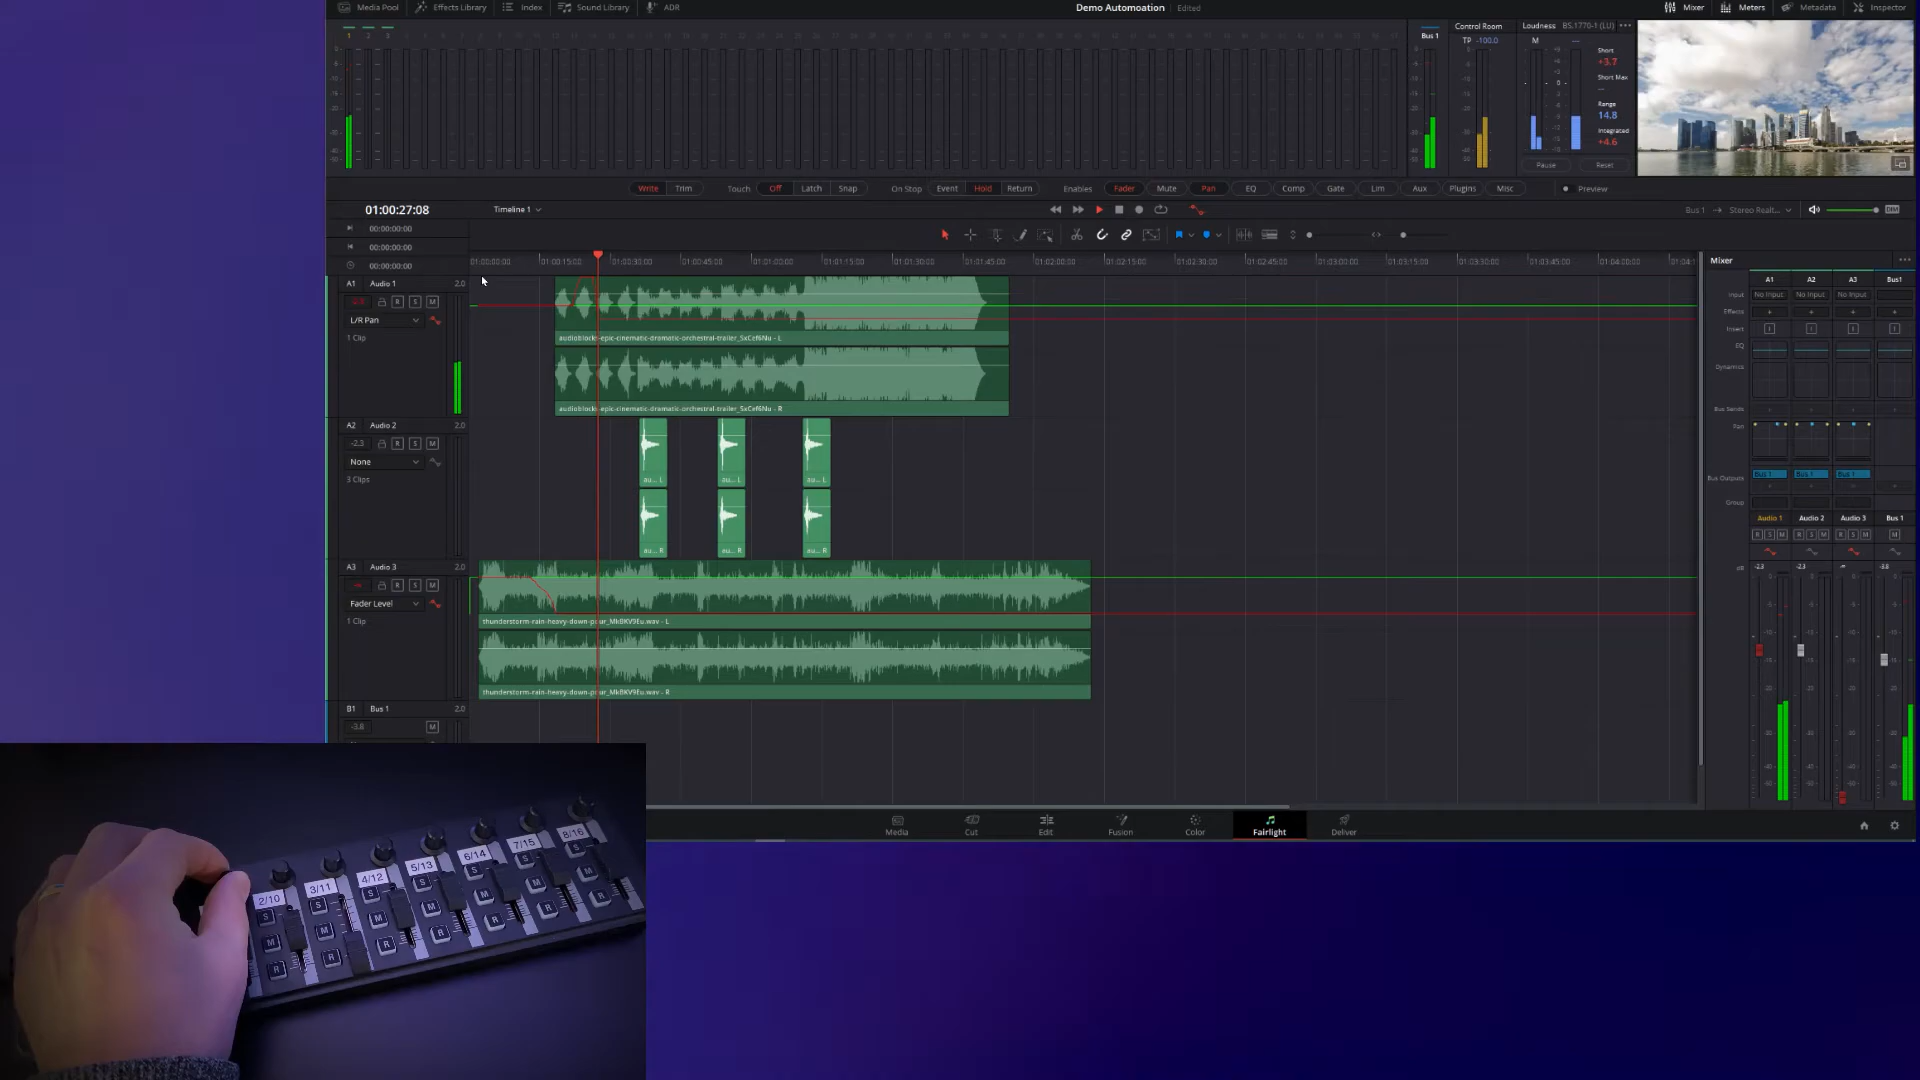 Media Pool Effects Library Index Sound Library ADR
Demo Automoation Edited
Mixer Meters Metadata Inspector
Bus 1
Control Room
TP -100.0
Loudness BS.1770-1 (LU)
M
Short
+3.7
Short Max
Range
14.8
Integrated
+4.6
Pause Reset
Write Trim Touch Off Latch Snap On Stop Event Hold Return Enables Fader Mute Pan EQ Comp Gate Lim Aux Plugins Misc Preview
01:00:27:08
Timeline 1
Bus 1 Stereo Realt... DIM
00:00:00:00
00:00:00:00
00:00:00:00
01:00:00:00 01:00:15:00 01:00:30:00 01:00:45:00 01:01:00:00 01:01:15:00 01:01:30:00 01:01:45:00 01:02:00:00 01:02:15:00 01:02:30:00 01:02:45:00 01:03:00:00 01:03:15:00 01:03:30:00 01:03:45:00 01:04:00:00
A1 Audio 1 2.0
R S M
L/R Pan
1 Clip
audioblocks-epic-cinematic-dramatic-orchestral-trailer_SxCef6Nu - L
audioblocks-epic-cinematic-dramatic-orchestral-trailer_SxCef6Nu - R
A2 Audio 2 2.0
-2.3 R S M
None
3 Clips
au... L au... L au... L
au... R au... R au... R
A3 Audio 3 2.0
R S M
Fader Level
1 Clip
thunderstorm-rain-heavy-down-pour_MkBKV9Eu.wav - L
thunderstorm-rain-heavy-down-pour_MkBKV9Eu.wav - R
B1 Bus 1 2.0
-3.8 M
Mixer
A1 A2 A3 Bus1
Input No Input No Input No Input
Effects
Insert
EQ
Dynamics
Bus Sends
Pan
Bus Outputs Bus 1 Bus 1 Bus 1
Group
Audio 1 Audio 2 Audio 3 Bus 1
R S M R S M R S M M
dB -2.3 -2.3 -∞ -3.8
Media Cut Edit Fusion Color Fairlight Deliver
2/10 3/11 4/12 5/13 6/14 7/15 8/16
S S S S S S S
M M M M M M M
R R R R R R R